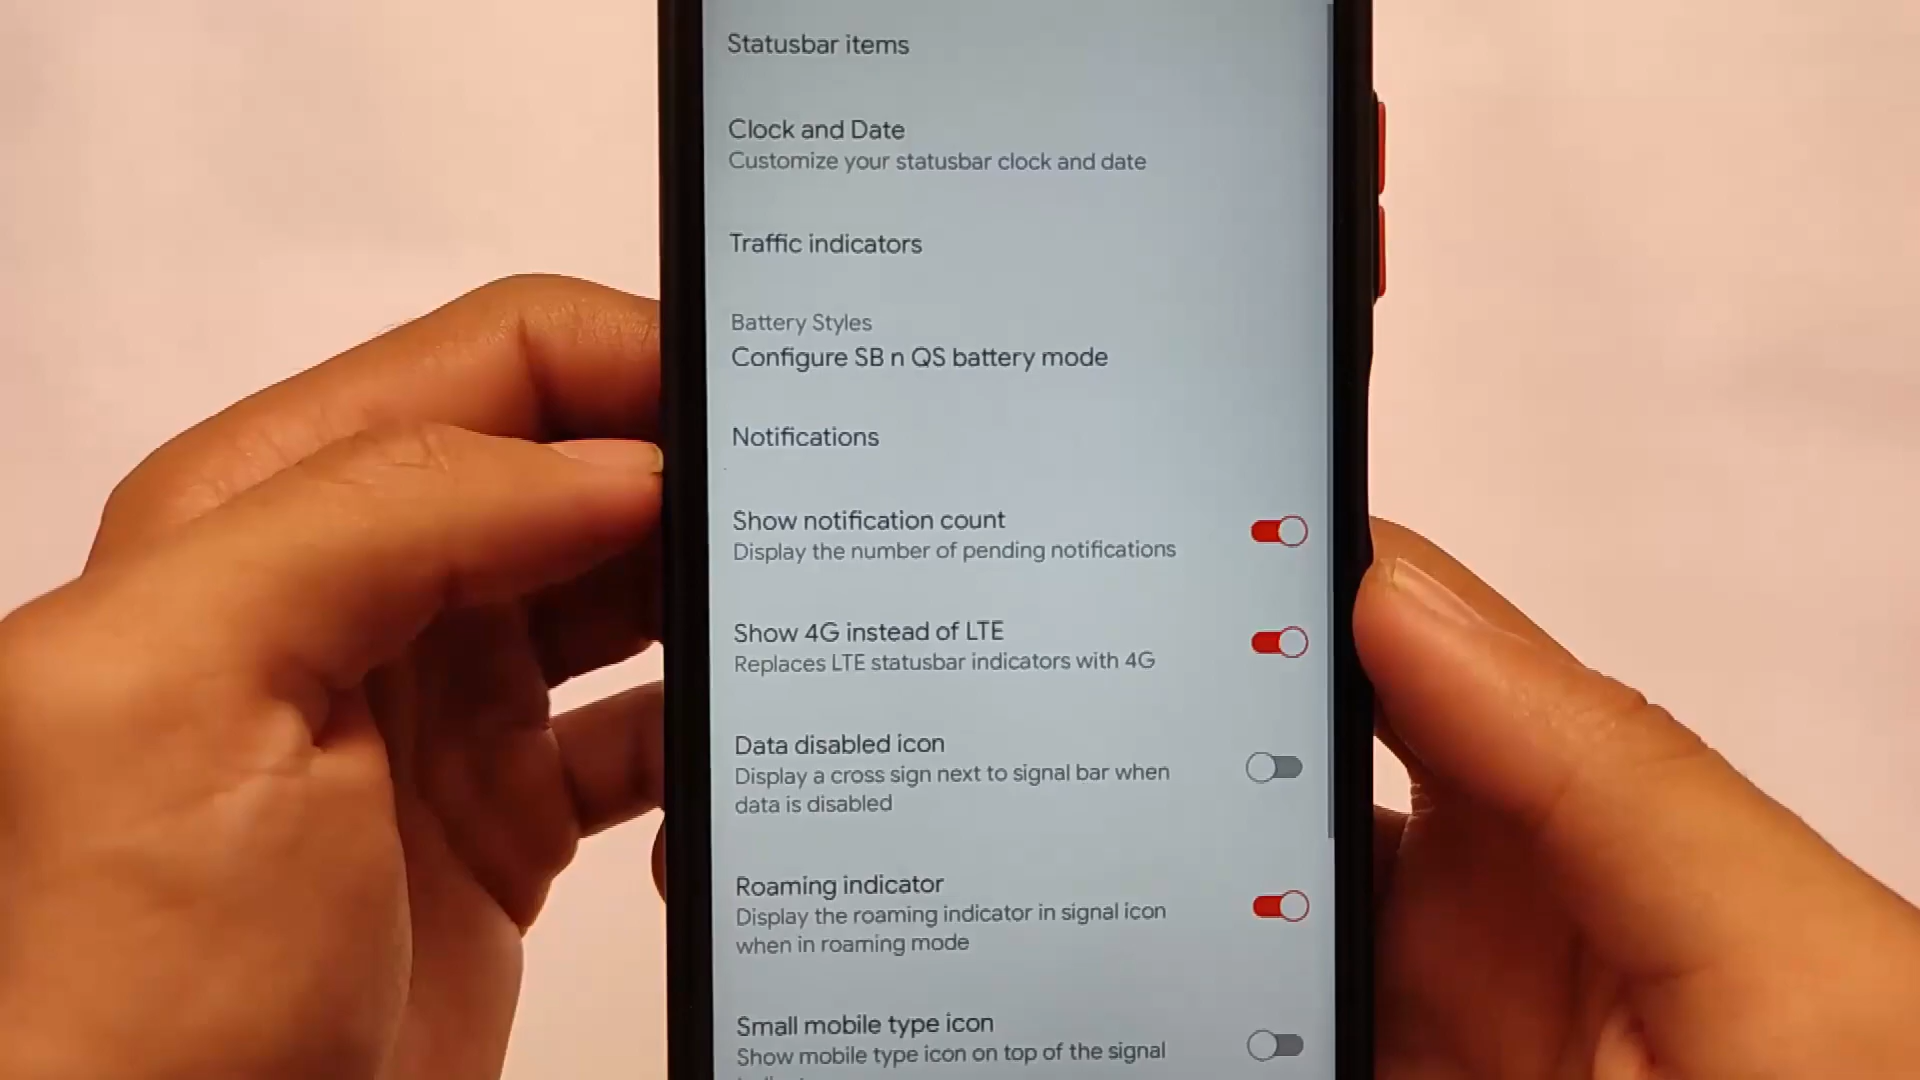 Statusbar items
Clock and Date
Customize your statusbar clock and date
Traffic indicators
Battery Styles
Configure SB n QS battery mode
Notifications
Show notification count
Display the number of pending notifications
Show 4G instead of LTE
Replaces LTE statusbar indicators with 4G
Data disabled icon
Display a cross sign next to signal bar when
data is disabled
Roaming indicator
Display the roaming indicator in signal icon
when in roaming mode
Small mobile type icon
Show mobile type icon on top of the signal